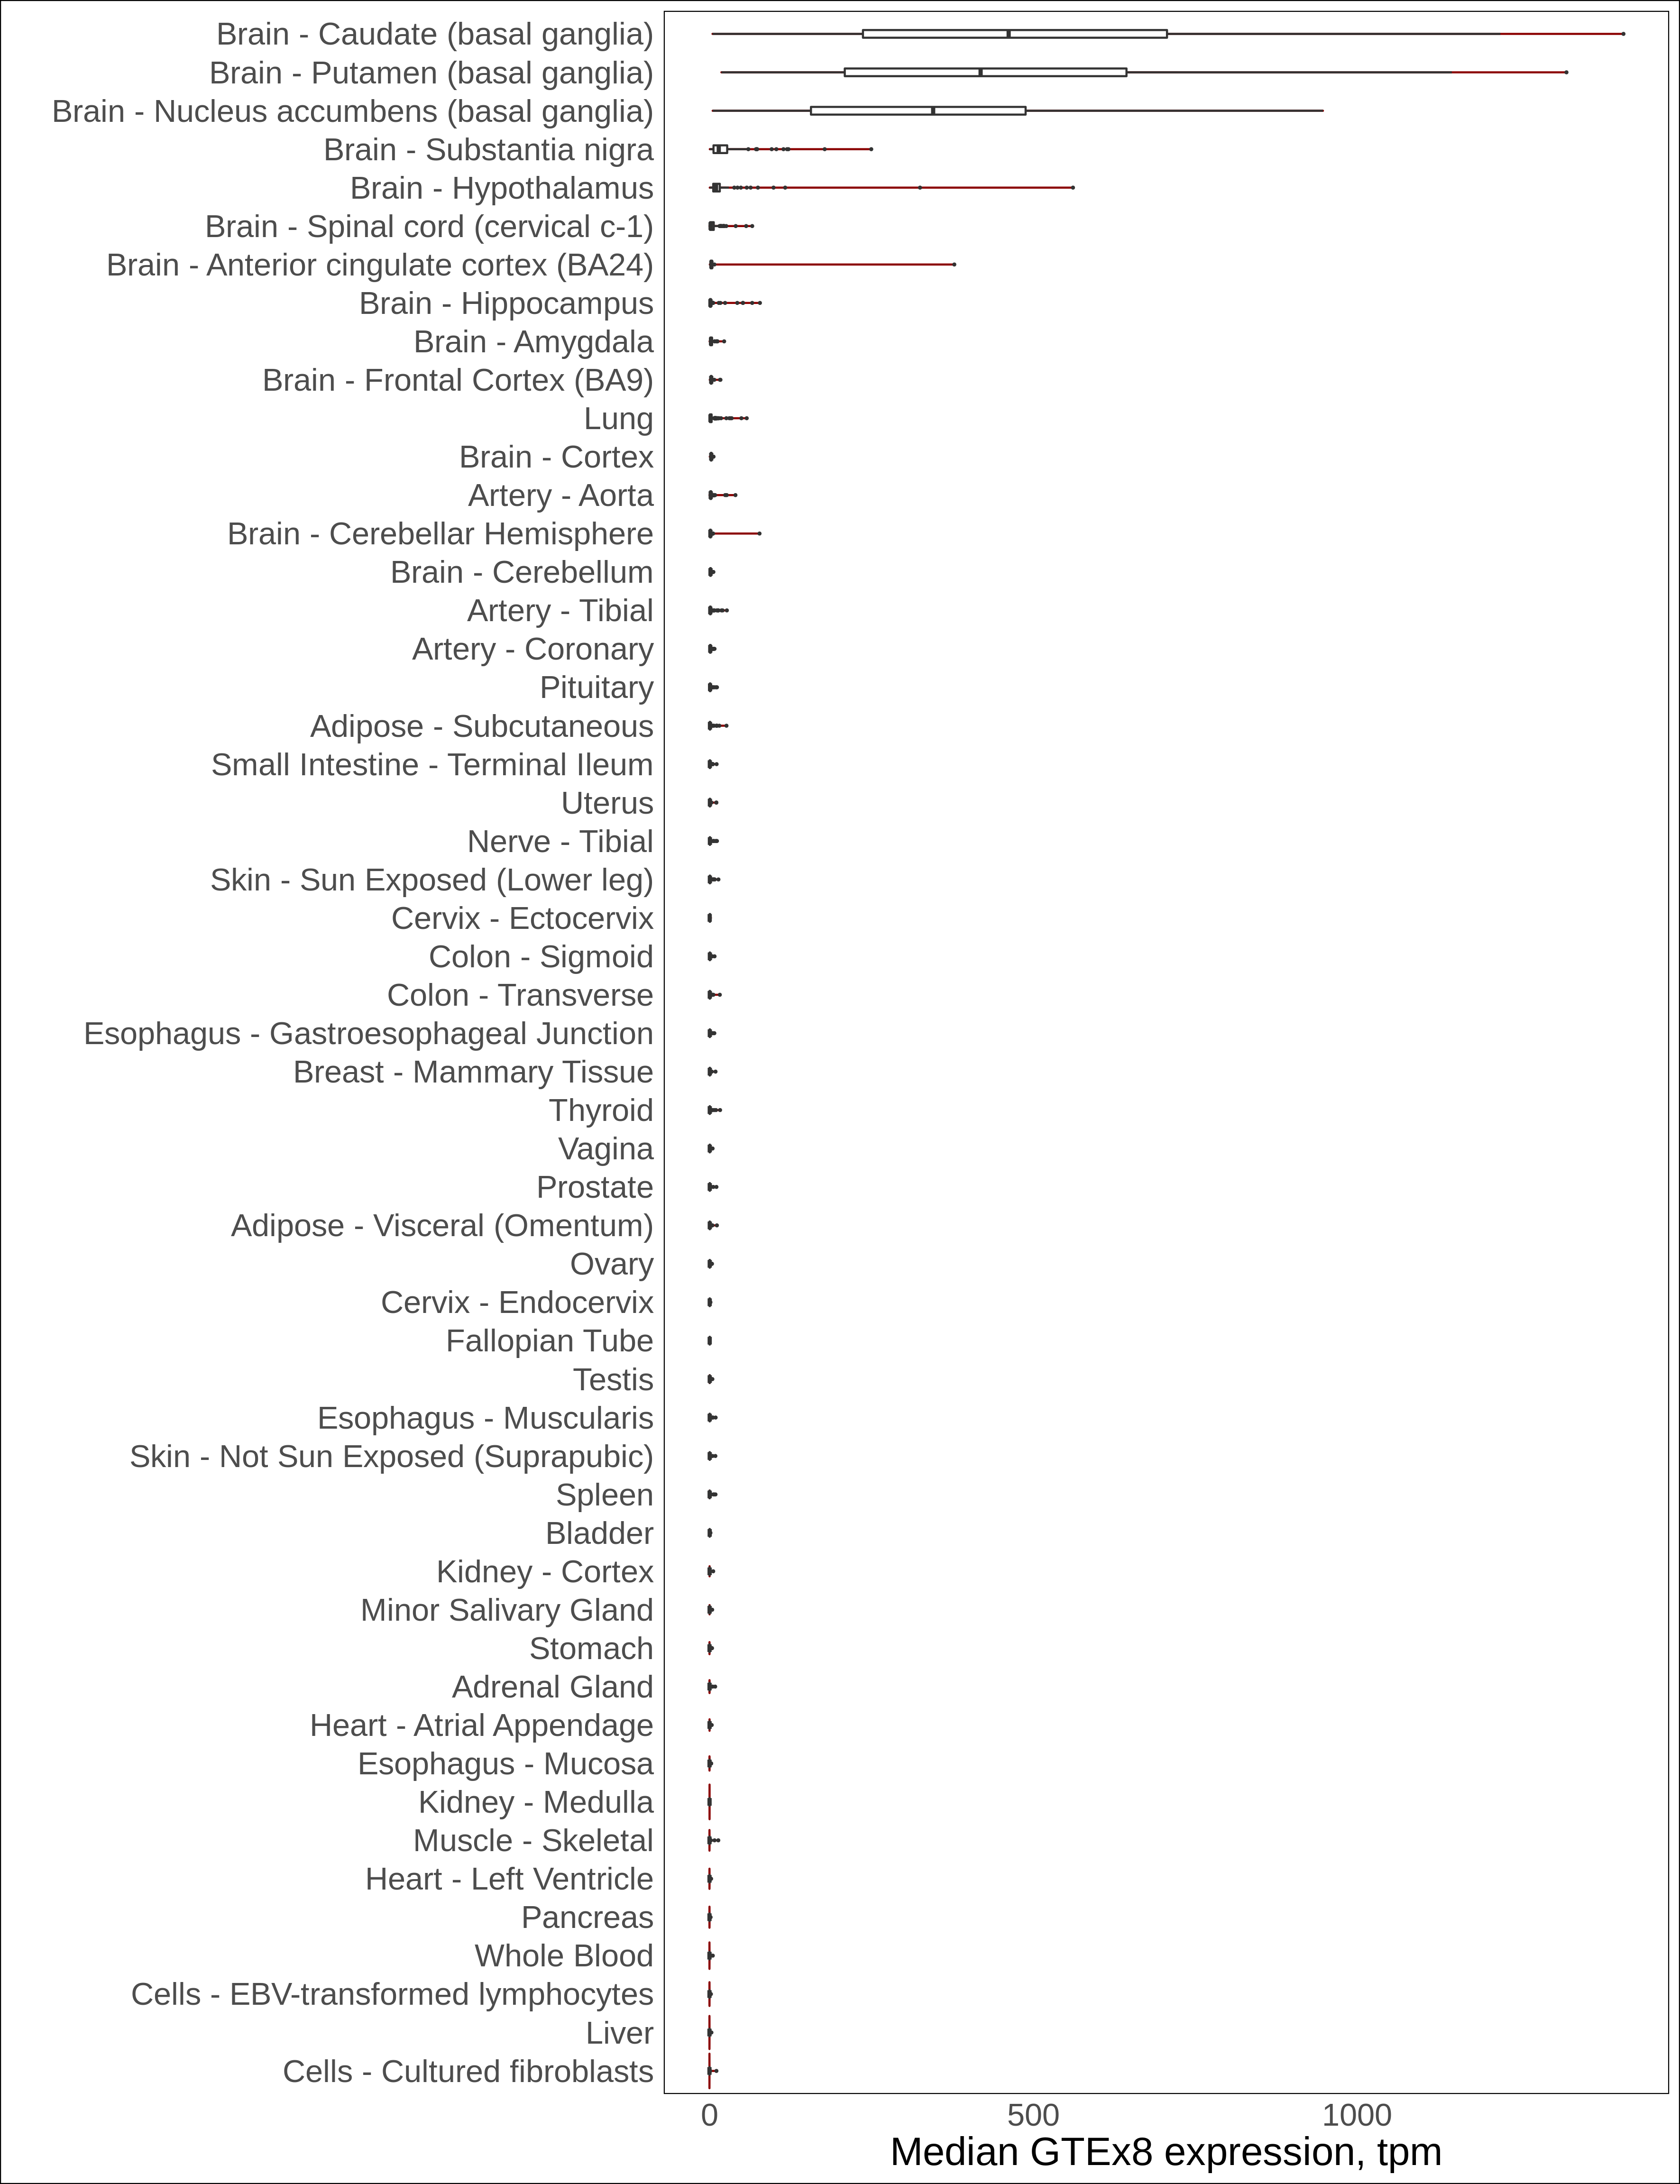 Brain - Caudate (basal ganglia)
Brain - Putamen (basal ganglia)
Brain - Nucleus accumbens (basal ganglia)
Brain - Substantia nigra
Brain - Hypothalamus
Brain - Spinal cord (cervical c-1)
Brain - Anterior cingulate cortex (BA24)
Brain - Hippocampus
Brain - Amygdala
Brain - Frontal Cortex (BA9)
Lung
Brain - Cortex
Artery - Aorta
Brain - Cerebellar Hemisphere
Brain - Cerebellum
Artery - Tibial
Artery - Coronary
Pituitary
Adipose - Subcutaneous
Small Intestine - Terminal Ileum
Uterus
Nerve - Tibial
Skin - Sun Exposed (Lower leg)
Cervix - Ectocervix
Colon - Sigmoid
Colon - Transverse
Esophagus - Gastroesophageal Junction
Breast - Mammary Tissue
Thyroid
Vagina
Prostate
Adipose - Visceral (Omentum)
Ovary
Cervix - Endocervix
Fallopian Tube
Testis
Esophagus - Muscularis
Skin - Not Sun Exposed (Suprapubic)
Spleen
Bladder
Kidney - Cortex
Minor Salivary Gland
Stomach
Adrenal Gland
Heart - Atrial Appendage
Esophagus - Mucosa
Kidney - Medulla
Muscle - Skeletal
Heart - Left Ventricle
Pancreas
Whole Blood
Cells - EBV-transformed lymphocytes
Liver
Cells - Cultured fibroblasts
0 500 1000
Median GTEx8 expression, tpm